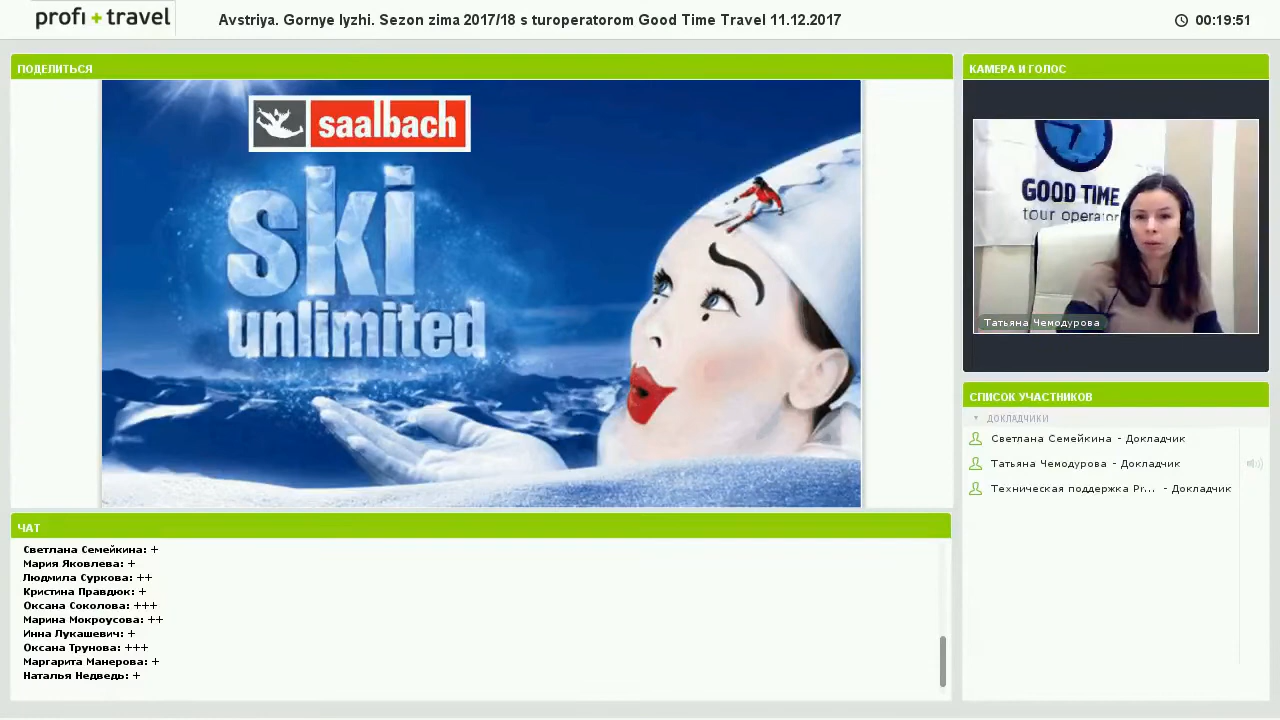 profi + travel
Avstriya. Gornye lyzhi. Sezon zima 2017/18 s turoperatorom Good Time Travel 11.12.2017
00:19:51
ПОДЕЛИТЬСЯ
saalbach
ski
unlimited
КАМЕРА И ГОЛОС
GOOD TIME
tour operator
Татьяна Чемодурова
СПИСОК УЧАСТНИКОВ
ДОКЛАДЧИКИ
Светлана Семейкина - Докладчик
Татьяна Чемодурова - Докладчик
Техническая поддержка Pr... - Докладчик
ЧАТ
Светлана Семейкина: +
Мария Яковлева: +
Людмила Суркова: ++
Кристина Правдюк: +
Оксана Соколова: +++
Марина Мокроусова: ++
Инна Лукашевич: +
Оксана Трунова: +++
Маргарита Манерова: +
Наталья Недведь: +